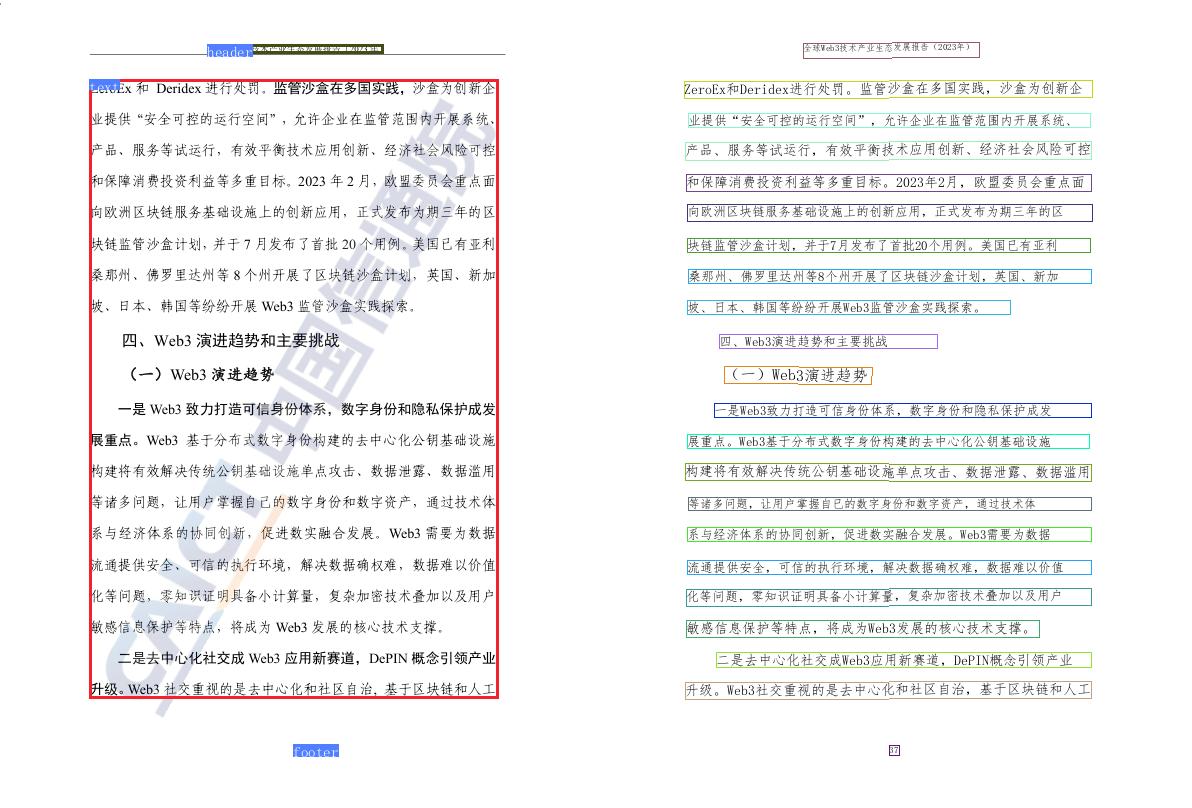 header
text
ZeroEx 和 Deridex 进行处罚。监管沙盒在多国实践，沙盒为创新企
业提供“安全可控的运行空间”，允许企业在监管范围内开展系统、
产品、服务等试运行，有效平衡技术应用创新、经济社会风险可控
和保障消费投资利益等多重目标。2023 年 2 月，欧盟委员会重点面
向欧洲区块链服务基础设施上的创新应用，正式发布为期三年的区
块链监管沙盒计划，并于 7 月发布了首批 20 个用例。美国已有亚利
桑那州、佛罗里达州等 8 个州开展了区块链沙盒计划，英国、新加
坡、日本、韩国等纷纷开展 Web3 监管沙盒实践探索。
四、Web3 演进趋势和主要挑战
（一）Web3 演进趋势
一是 Web3 致力打造可信身份体系，数字身份和隐私保护成发
展重点。Web3 基于分布式数字身份构建的去中心化公钥基础设施
构建将有效解决传统公钥基础设施单点攻击、数据泄露、数据滥用
等诸多问题，让用户掌握自己的数字身份和数字资产，通过技术体
系与经济体系的协同创新，促进数实融合发展。Web3 需要为数据
流通提供安全、可信的执行环境，解决数据确权难，数据难以价值
化等问题，零知识证明具备小计算量，复杂加密技术叠加以及用户
敏感信息保护等特点，将成为 Web3 发展的核心技术支撑。
二是去中心化社交成 Web3 应用新赛道，DePIN 概念引领产业
升级。Web3 社交重视的是去中心化和社区自治，基于区块链和人工
CAICT 中国信通院
footer
全球Web3技术产业生态发展报告（2023年）
ZeroEx和Deridex进行处罚。监管沙盒在多国实践，沙盒为创新企
业提供“安全可控的运行空间”，允许企业在监管范围内开展系统、
产品、服务等试运行，有效平衡技术应用创新、经济社会风险可控
和保障消费投资利益等多重目标。2023年2月，欧盟委员会重点面
向欧洲区块链服务基础设施上的创新应用，正式发布为期三年的区
块链监管沙盒计划，并于7月发布了首批20个用例。美国已有亚利
桑那州、佛罗里达州等8个州开展了区块链沙盒计划，英国、新加
坡、日本、韩国等纷纷开展Web3监管沙盒实践探索。
四、Web3演进趋势和主要挑战
（一）Web3演进趋势
一是Web3致力打造可信身份体系，数字身份和隐私保护成发
展重点。Web3基于分布式数字身份构建的去中心化公钥基础设施
构建将有效解决传统公钥基础设施单点攻击、数据泄露、数据滥用
等诸多问题，让用户掌握自己的数字身份和数字资产，通过技术体
系与经济体系的协同创新，促进数实融合发展。Web3需要为数据
流通提供安全，可信的执行环境，解决数据确权难，数据难以价值
化等问题，零知识证明具备小计算量，复杂加密技术叠加以及用户
敏感信息保护等特点，将成为Web3发展的核心技术支撑。
二是去中心化社交成Web3应用新赛道，DePIN概念引领产业
升级。Web3社交重视的是去中心化和社区自治，基于区块链和人工
37